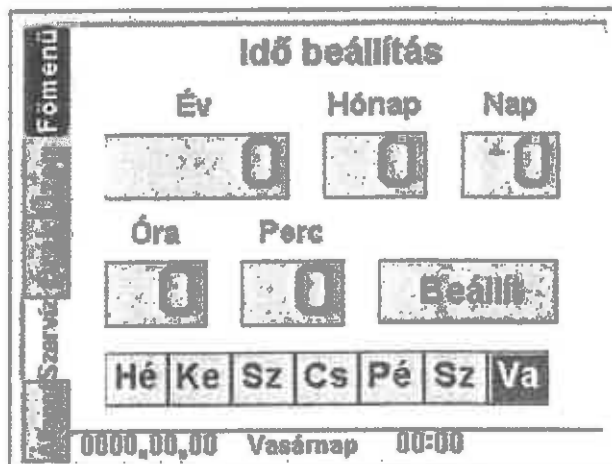 Idő beállítás
Főmenü
Év Hónap Nap
0 0 0
Óra Perc
0 0 Beállít
Szerviz
Hé Ke Sz Cs Pé Sz Va
0000.00.00 Vasárnap 00:00